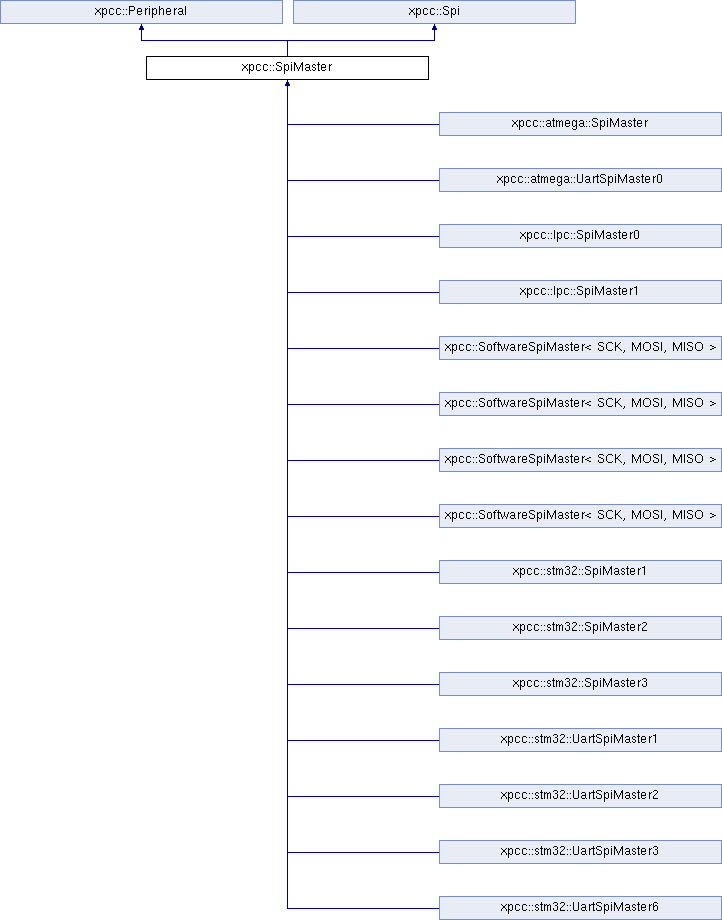 xpcc::Peripheral
xpcc::Spi
xpcc::SpiMaster
xpcc::atmega::SpiMaster
xpcc::atmega::UartSpiMaster0
xpcc::lpc::SpiMaster0
xpcc::lpc::SpiMaster1
xpcc::SoftwareSpiMaster< SCK, MOSI, MISO >
xpcc::SoftwareSpiMaster< SCK, MOSI, MISO >
xpcc::SoftwareSpiMaster< SCK, MOSI, MISO >
xpcc::SoftwareSpiMaster< SCK, MOSI, MISO >
xpcc::stm32::SpiMaster1
xpcc::stm32::SpiMaster2
xpcc::stm32::SpiMaster3
xpcc::stm32::UartSpiMaster1
xpcc::stm32::UartSpiMaster2
xpcc::stm32::UartSpiMaster3
xpcc::stm32::UartSpiMaster6